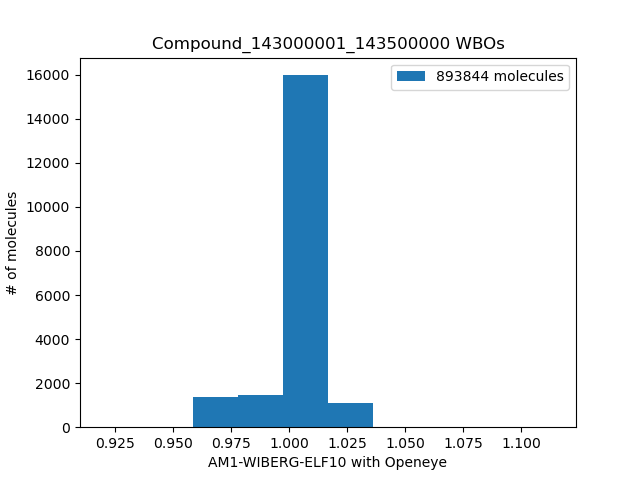 Compound_143000001_143500000 WBOs
893844 molecules
16000
14000
12000
10000
8000
6000
4000
2000
0
# of molecules
0.925 0.950 0.975 1.000 1.025 1.050 1.075 1.100
AM1-WIBERG-ELF10 with Openeye